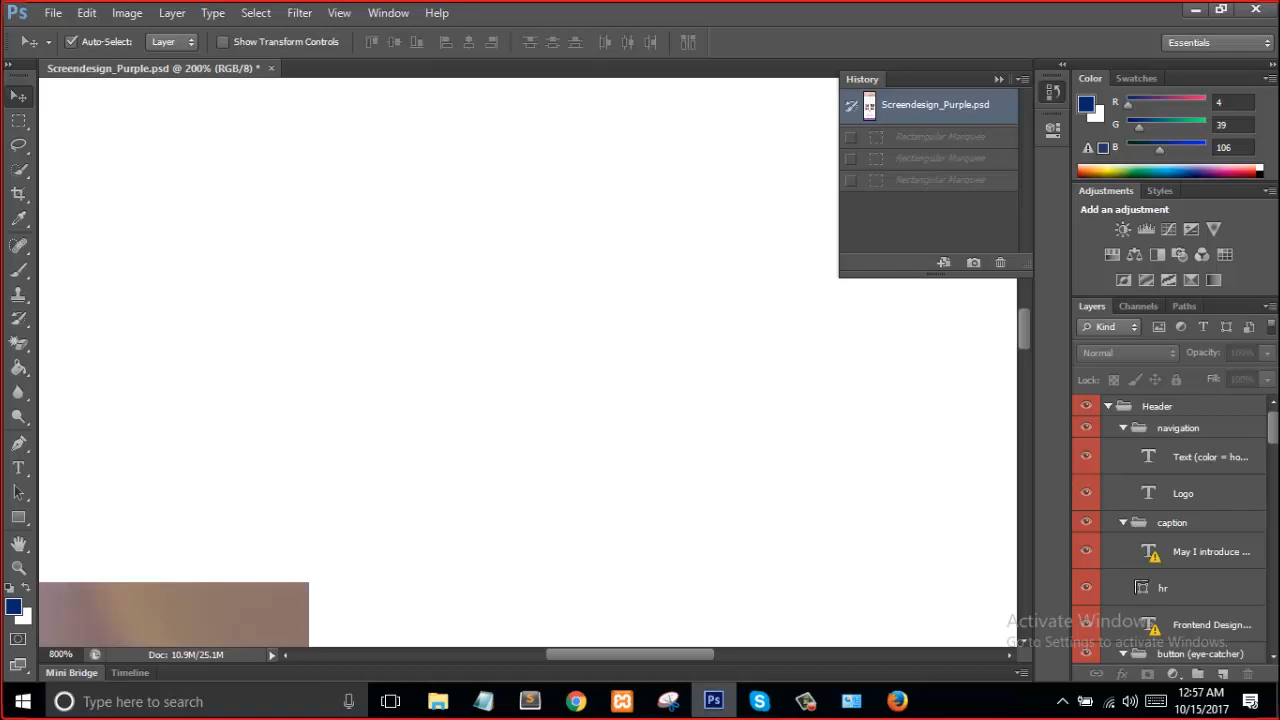 Ps File Edit Image Layer Type Select Filter View Window Help
Auto-Select: Layer Show Transform Controls Essentials
Screendesign_Purple.psd @ 200% (RGB/8) *
History
Screendesign_Purple.psd
Rectangular Marquee
Rectangular Marquee
Rectangular Marquee
Color Swatches
R 4
G 39
B 106
Adjustments Styles
Add an adjustment
Layers Channels Paths
Kind
Normal Opacity: 100%
Lock: Fill: 100%
Header
navigation
Text (color = ho...
Logo
caption
May I introduce ...
hr
Frontend Design...
button (eye-catcher)
Activate Windows
Go to Settings to activate Windows.
800% Doc: 10.9M/25.1M
Mini Bridge Timeline
Type here to search
12:57 AM
10/15/2017